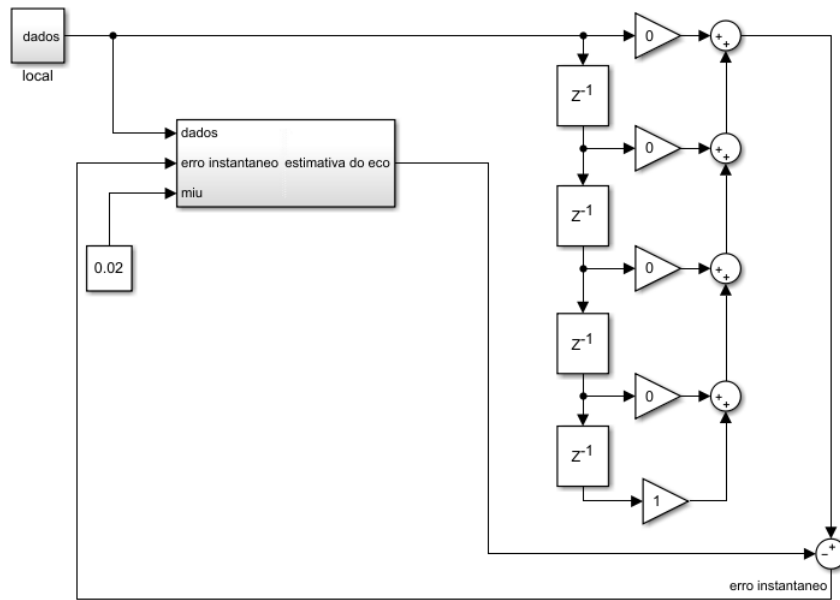 dados
local
0
+
+
Z-1
dados
erro instantaneo estimativa do eco
miu
0
+
+
Z-1
0.02
0
+
+
Z-1
0
+
+
Z-1
1
+
−
erro instantaneo